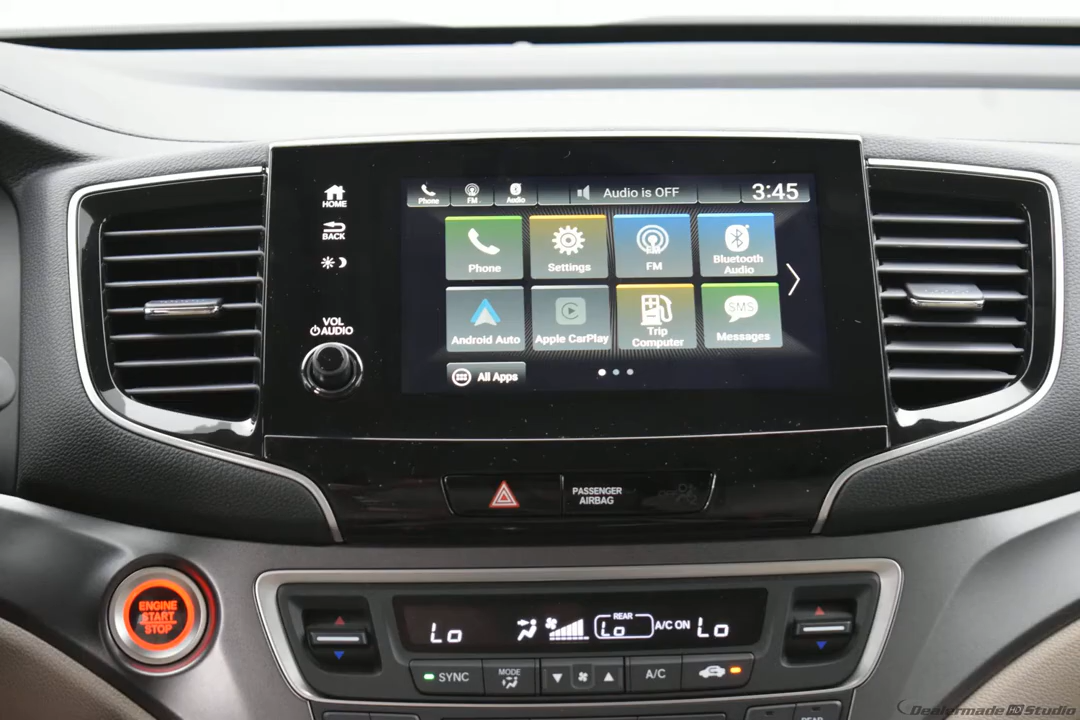 HOME
BACK
VOL
AUDIO
Phone
FM
Audio
Audio is OFF
3:45
Phone
Settings
FM
Bluetooth
Audio
Android Auto
Apple CarPlay
Trip
Computer
SMS
Messages
All Apps
PASSENGER
AIRBAG
ENGINE
START
STOP
Lo
REAR
Lo
A/C ON
Lo
SYNC
MODE
A/C
REAR
Dealermade HD Studio